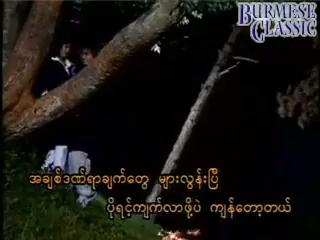 BURMESE
CLASSIC
အချစ်ဒဏ်ရာချက်တွေ များလွန်းပြီ
ပိုရင့်ကျက်လာဖို့ပဲ ကျန်တော့တယ်